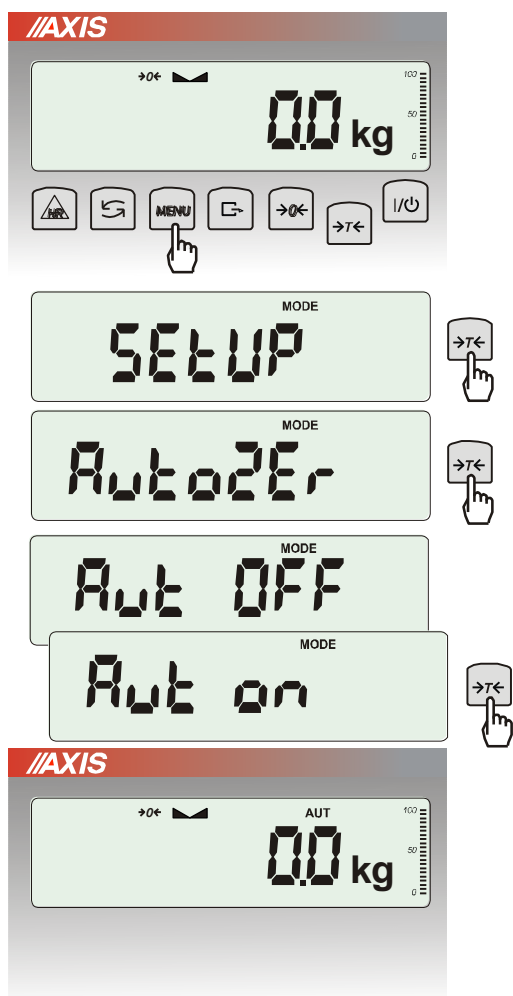 AXIS
→0←
100
50
0
0.0 kg
HR
MENU
→0←
→T←
I/
MODE
SEtUP
→T←
MODE
AutoZEr
→T←
MODE
Aut OFF
MODE
Aut on
→T←
AXIS
→0←
AUT
100
50
0
0.0 kg